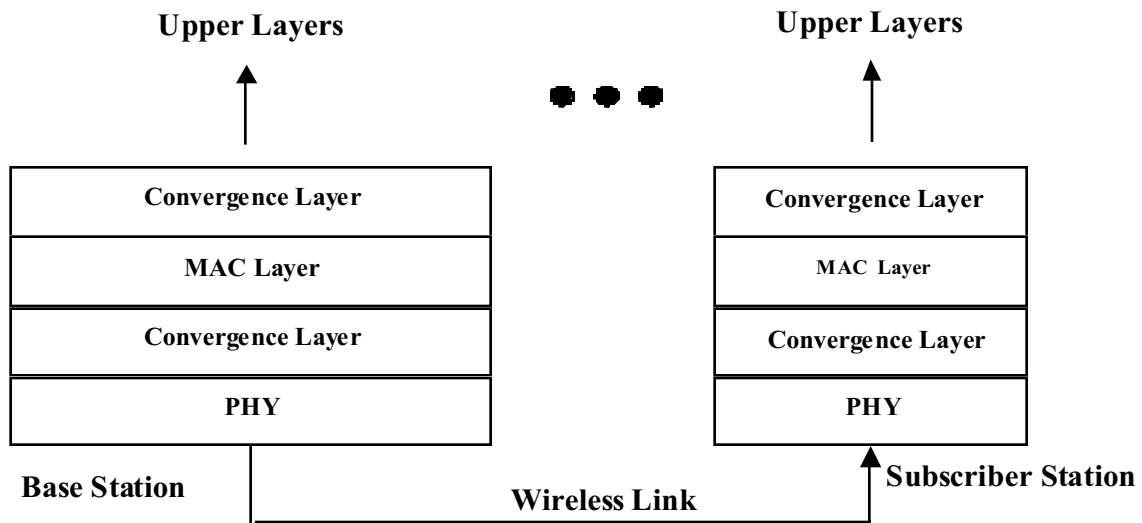 Upper Layers
Upper Layers
Convergence Layer
Convergence Layer
MAC Layer
MAC Layer
Convergence Layer
Convergence Layer
PHY
PHY
Base Station
Subscriber Station
Wireless Link